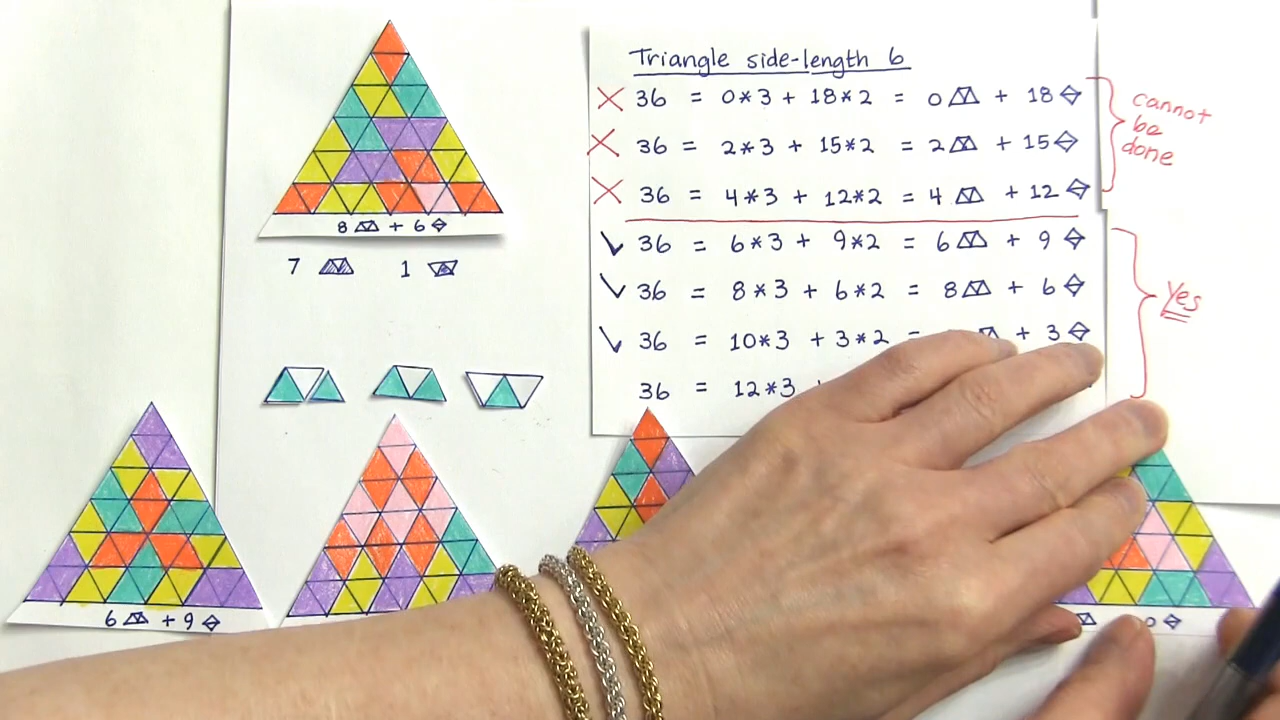 Triangle side-length 6
36 = 0*3 + 18*2 = 0 + 18
36 = 2*3 + 15*2 = 2 + 15
36 = 4*3 + 12*2 = 4 + 12
cannot
be
done
36 = 6*3 + 9*2 = 6 + 9
36 = 8*3 + 6*2 = 8 + 6
36 = 10*3 + 3*2 = + 3
36 = 12*3
Yes
8 + 6
7 1
6 + 9
0